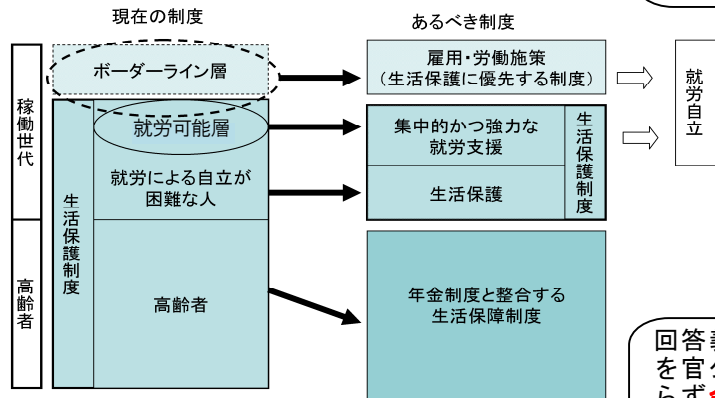 現在の制度
あるべき制度
稼働世代
高齢者
ボーダーライン層
生活保護制度
就労可能層
就労による自立が
困難な人
高齢者
雇用・労働施策
(生活保護に優先する制度)
集中的かつ強力な
就労支援
生活保護
生活保護制度
年金制度と整合する
生活保障制度
就労自立
回答
を官
らず